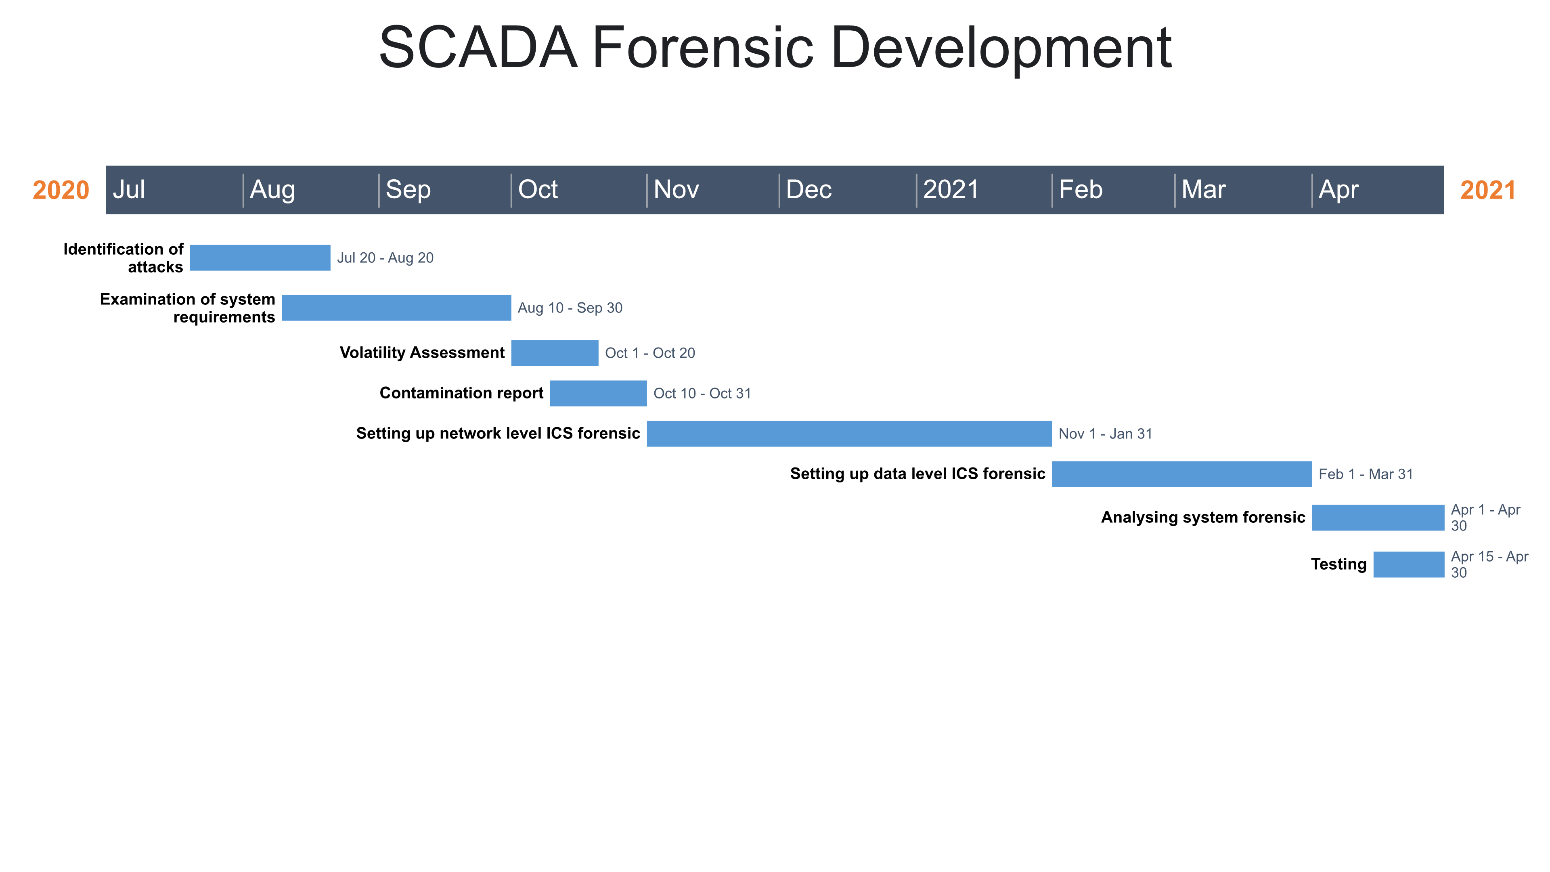 SCADA Forensic Development
2020 Jul Aug Sep Oct Nov Dec 2021 Feb Mar Apr 2021
Identification of
attacks
Jul 20 - Aug 20
Examination of system
requirements
Aug 10 - Sep 30
Volatility Assessment Oct 1 - Oct 20
Contamination report Oct 10 - Oct 31
Setting up network level ICS forensic Nov 1 - Jan 31
Setting up data level ICS forensic Feb 1 - Mar 31
Analysing system forensic
Apr 1 - Apr
30
Testing
Apr 15 - Apr
30